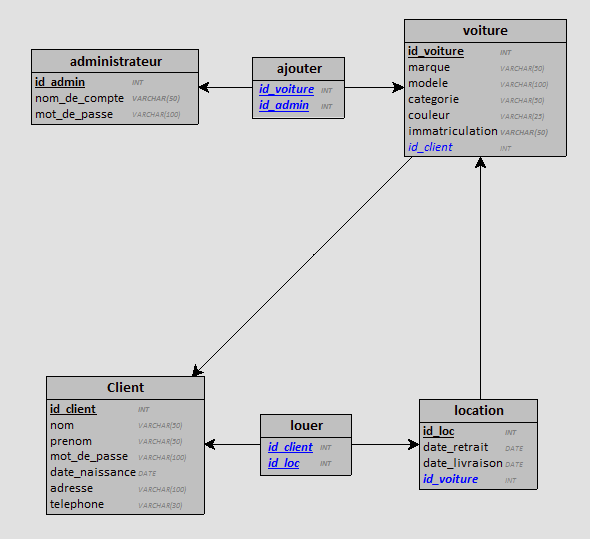 administrateur
id_admin INT
nom_de_compte VARCHAR(50)
mot_de_passe VARCHAR(100)
ajouter
id_voiture INT
id_admin INT
voiture
id_voiture INT
marque VARCHAR(50)
modele VARCHAR(100)
categorie VARCHAR(50)
couleur VARCHAR(25)
immatriculation VARCHAR(50)
id_client INT
Client
id_client INT
nom VARCHAR(50)
prenom VARCHAR(50)
mot_de_passe VARCHAR(100)
date_naissance DATE
adresse VARCHAR(100)
telephone VARCHAR(30)
louer
id_client INT
id_loc INT
location
id_loc INT
date_retrait DATE
date_livraison DATE
id_voiture INT